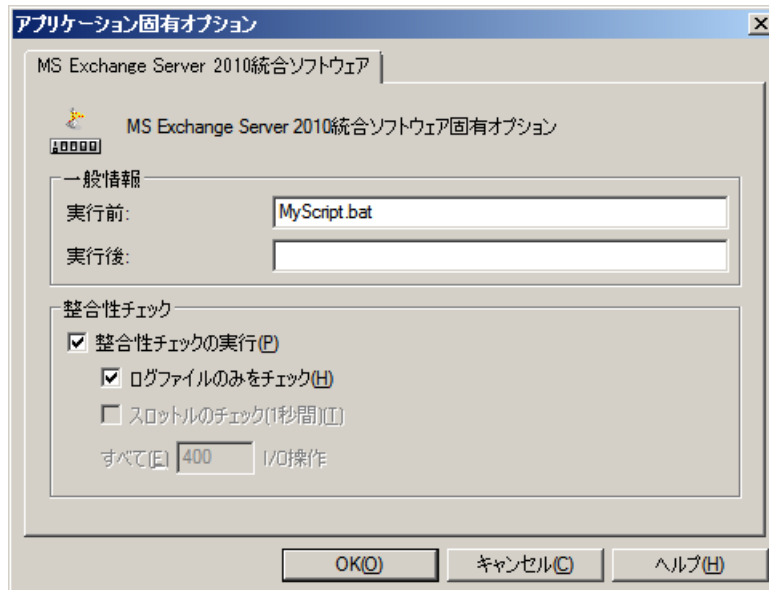 アプリケーション固有オプション
MS Exchange Server 2010統合ソフトウェア
MS Exchange Server 2010統合ソフトウェア固有オプション
一般情報
実行前: MyScript.bat
実行後:
整合性チェック
整合性チェックの実行(P)
ログファイルのみをチェック(H)
スロットルのチェック(1秒間)(T)
すべて(E) 400 I/O操作
OK(O) キャンセル(C) ヘルプ(H)